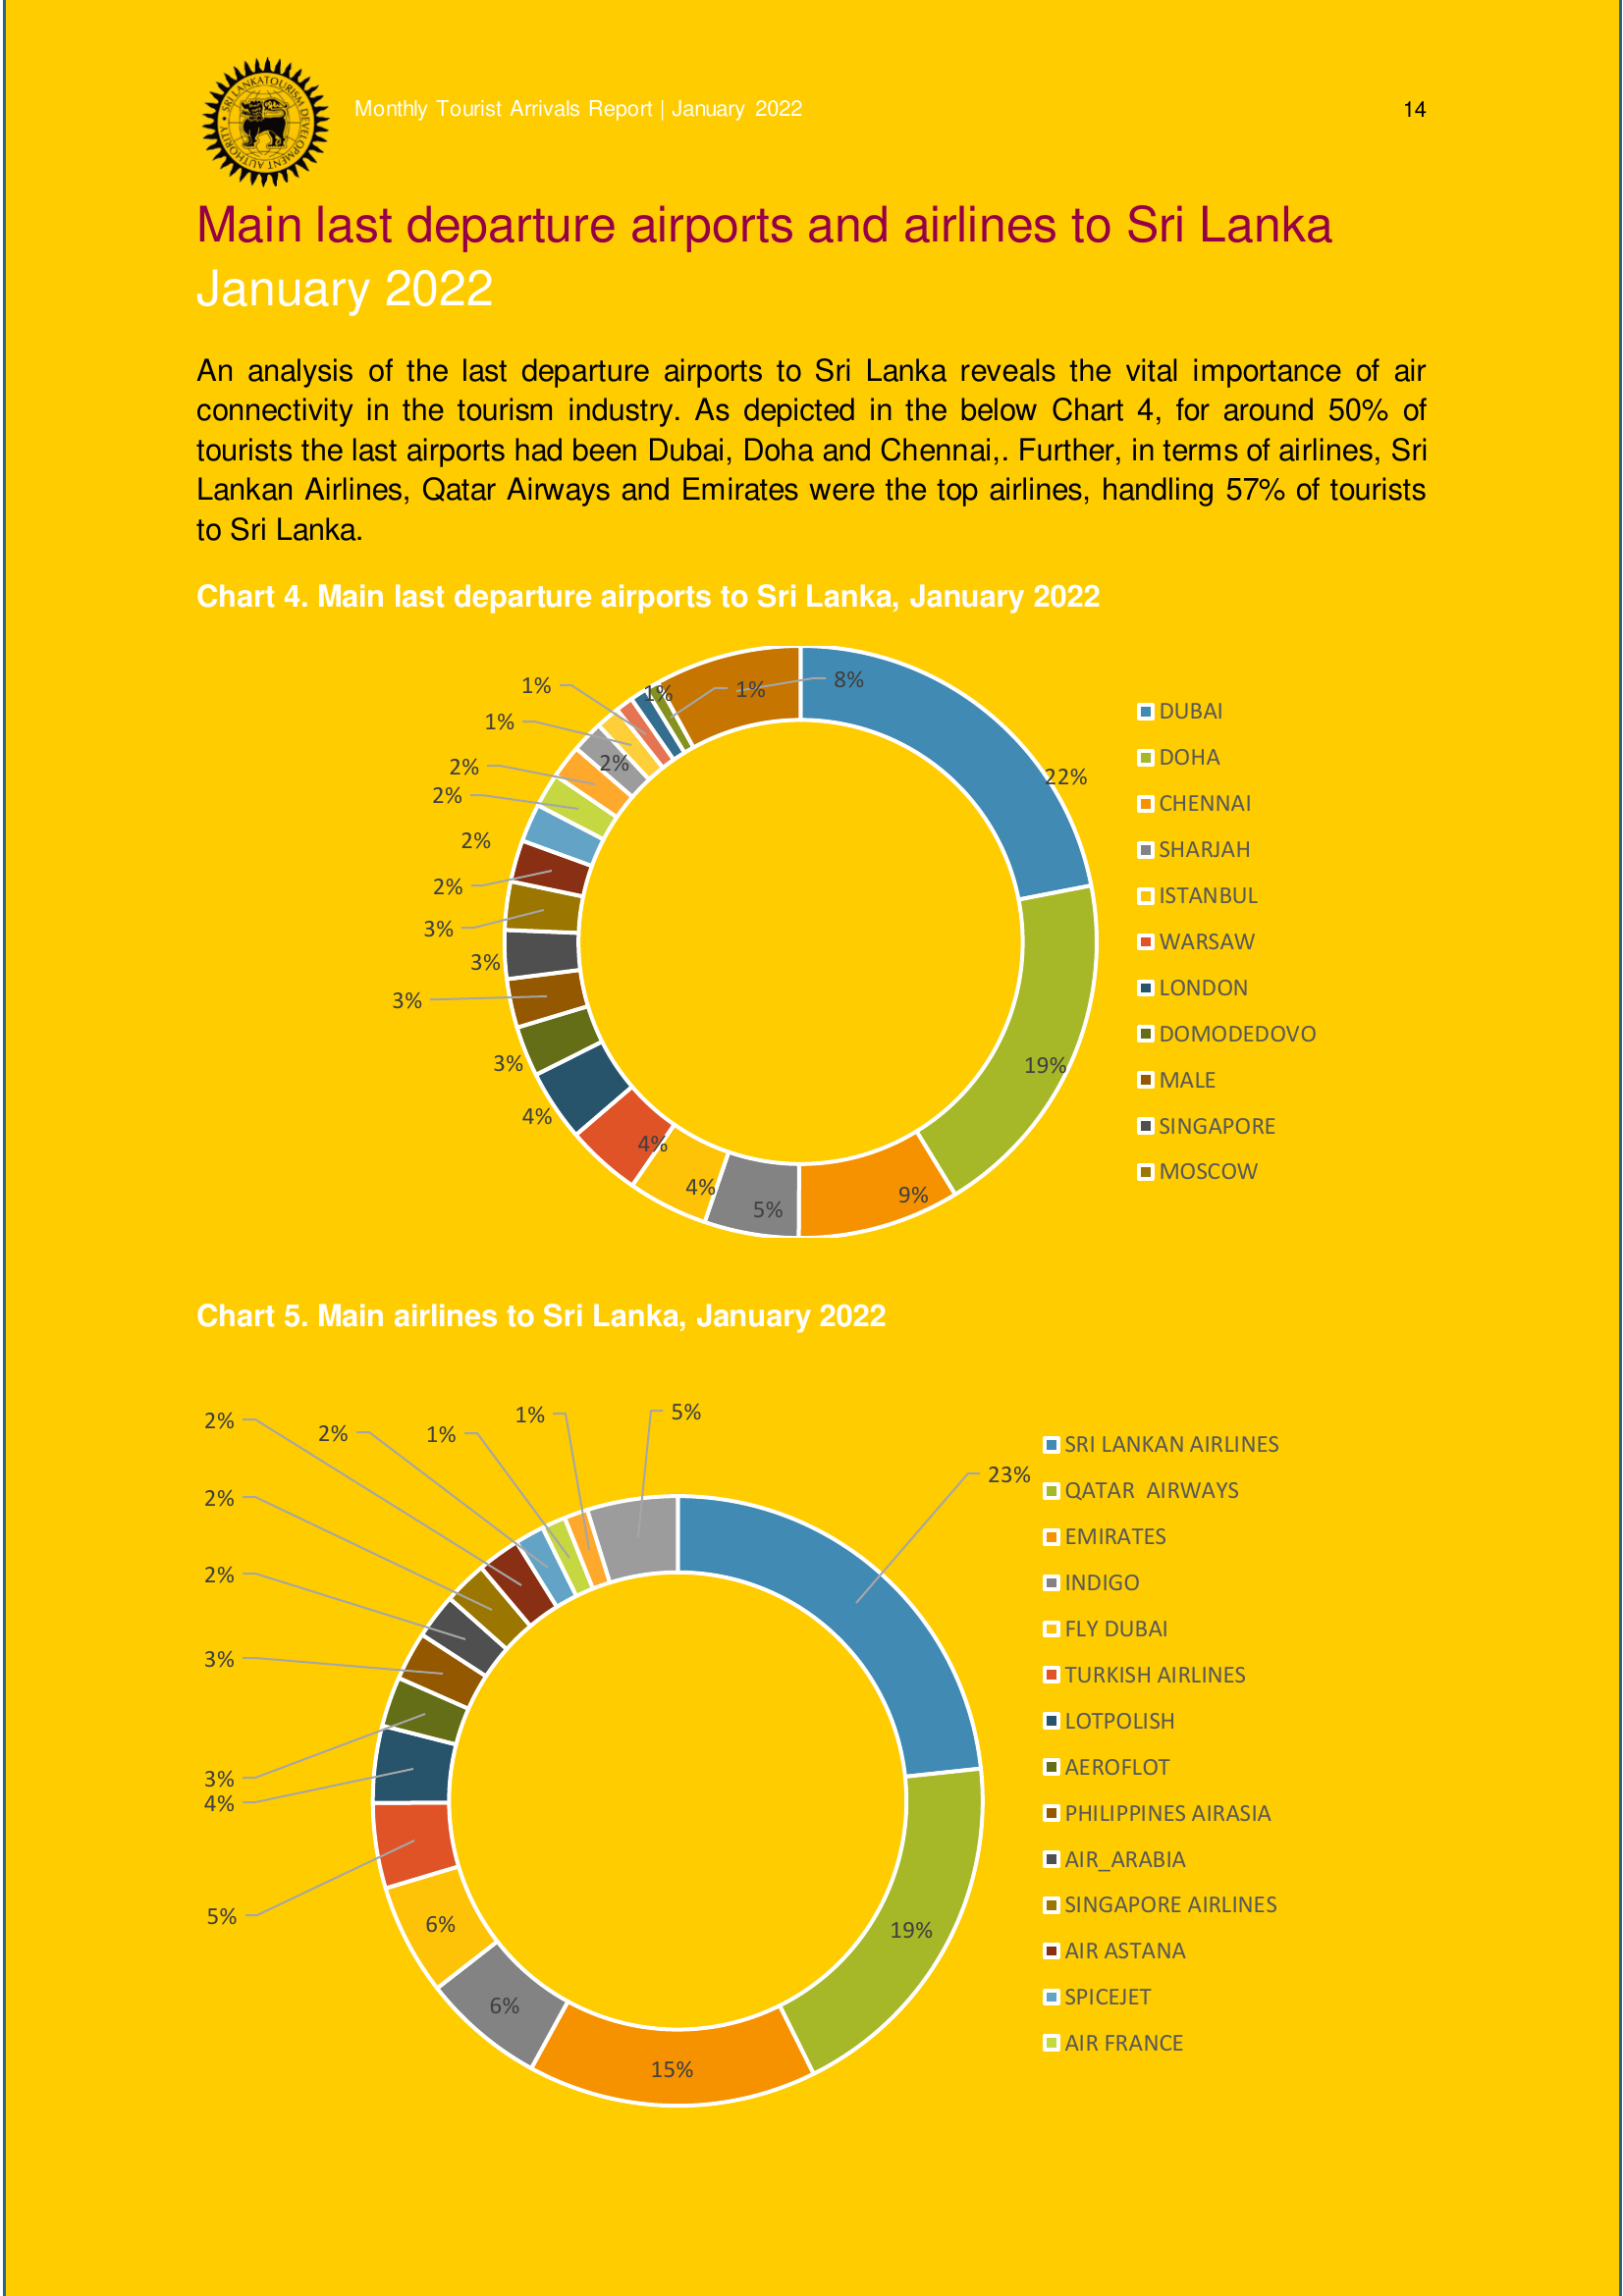 SRI LANKA TOURISM DEVELOPMENT AUTHORITY •
Monthly Tourist Arrivals Report | January 2022
14
Main last departure airports and airlines to Sri Lanka
January 2022
An analysis of the last departure airports to Sri Lanka reveals the vital importance of air
connectivity in the tourism industry. As depicted in the below Chart 4, for around 50% of
tourists the last airports had been Dubai, Doha and Chennai,. Further, in terms of airlines, Sri
Lankan Airlines, Qatar Airways and Emirates were the top airlines, handling 57% of tourists
to Sri Lanka.
Chart 4. Main last departure airports to Sri Lanka, January 2022
22%
19%
9%
5%
4%
4%
4%
3%
3%
3%
3%
2%
2%
2%
2%
2%
1%
1%
1%
1%
8%
DUBAI
DOHA
CHENNAI
SHARJAH
ISTANBUL
WARSAW
LONDON
DOMODEDOVO
MALE
SINGAPORE
MOSCOW
Chart 5. Main airlines to Sri Lanka, January 2022
23%
19%
15%
6%
6%
5%
4%
3%
3%
2%
2%
2%
2%
1%
1%
5%
SRI LANKAN AIRLINES
QATAR AIRWAYS
EMIRATES
INDIGO
FLY DUBAI
TURKISH AIRLINES
LOTPOLISH
AEROFLOT
PHILIPPINES AIRASIA
AIR_ARABIA
SINGAPORE AIRLINES
AIR ASTANA
SPICEJET
AIR FRANCE